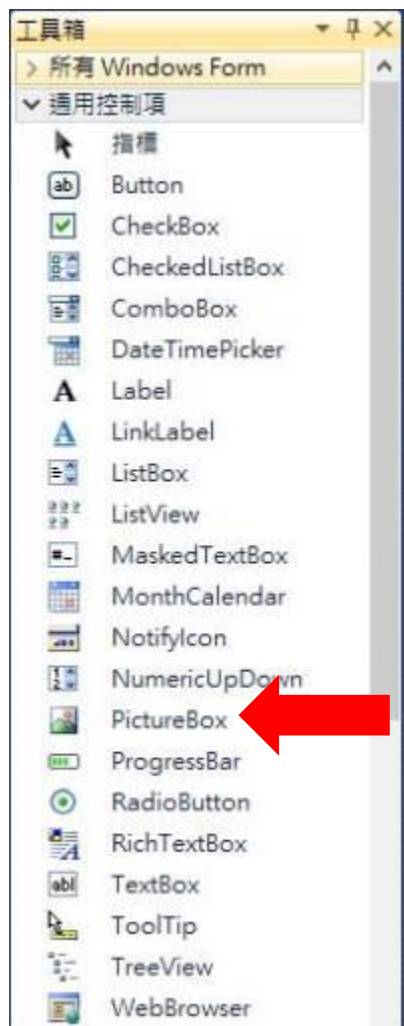 工具箱
所有 Windows Form
通用控制項
指標
Button
CheckBox
CheckedListBox
ComboBox
DateTimePicker
Label
LinkLabel
ListBox
ListView
MaskedTextBox
MonthCalendar
NotifyIcon
NumericUpDown
PictureBox
ProgressBar
RadioButton
RichTextBox
TextBox
ToolTip
TreeView
WebBrowser